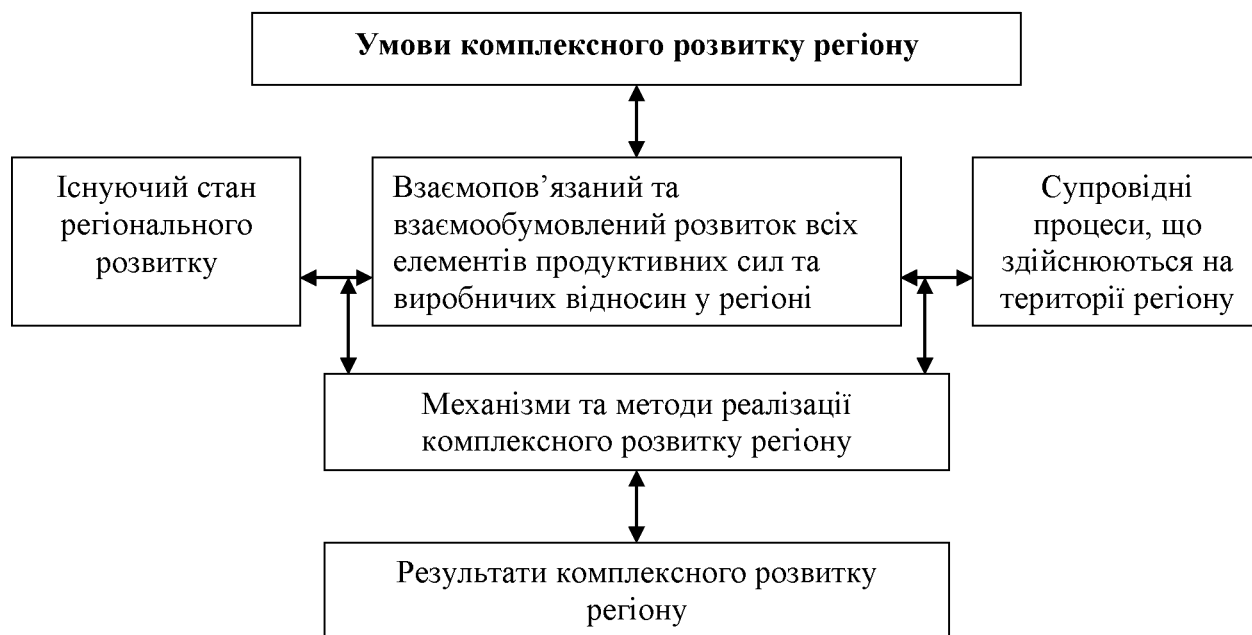 Умови комплексного розвитку регіону
Існуючий стан
регіонального
розвитку
Взаємопов’язаний та
взаємообумовлений розвиток всіх
елементів продуктивних сил та
виробничих відносин у регіоні
Супровідні
процеси, що
здійснюються на
території регіону
Механізми та методи реалізації
комплексного розвитку регіону
Результати комплексного розвитку
регіону